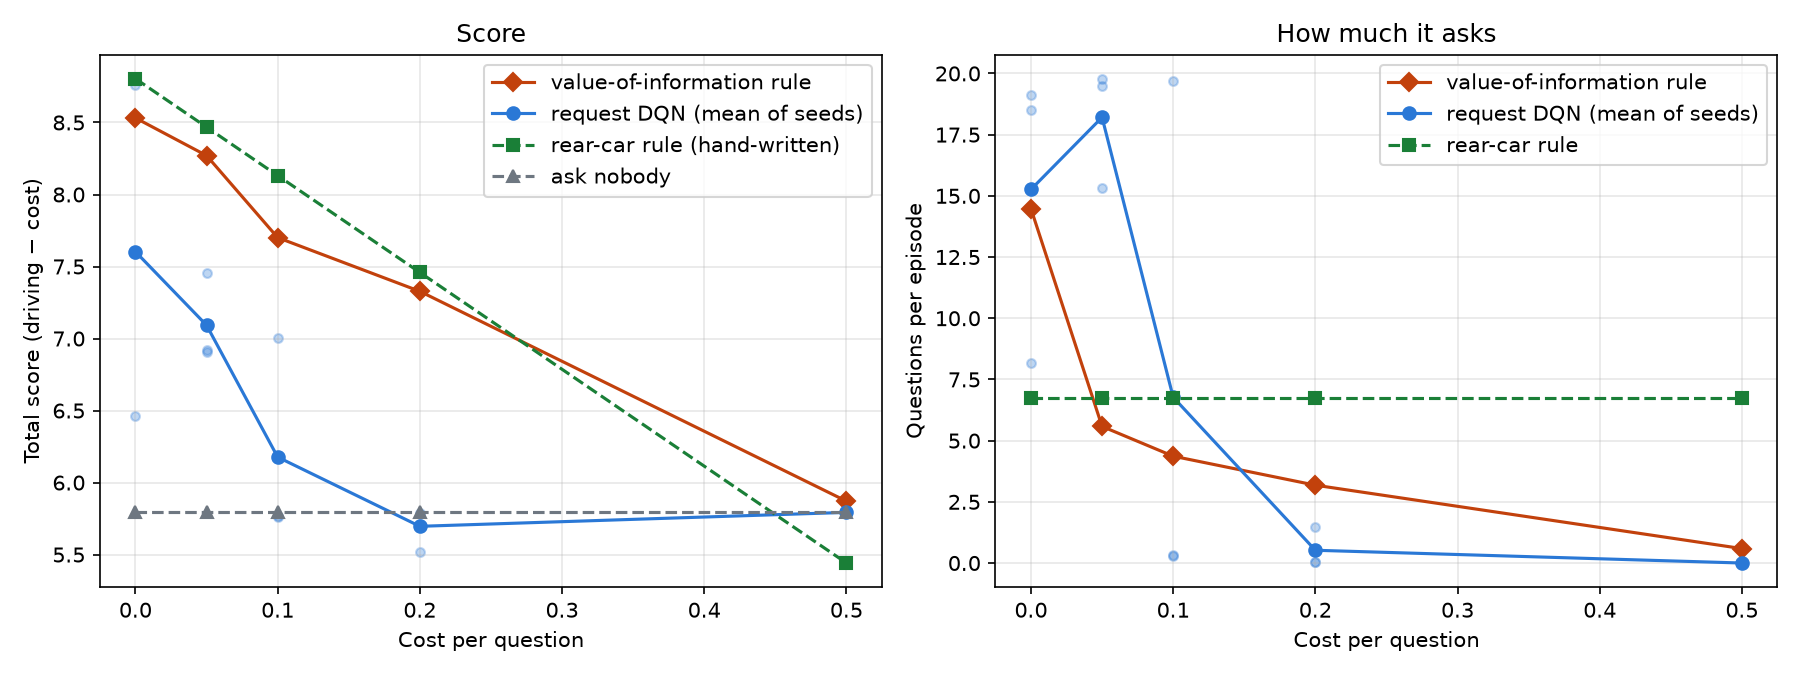 Score
Total score (driving − cost)
8.5
8.0
7.5
7.0
6.5
6.0
5.5
value-of-information rule
request DQN (mean of seeds)
rear-car rule (hand-written)
ask nobody
0.0 0.1 0.2 0.3 0.4 0.5
Cost per question
How much it asks
Questions per episode
20.0
17.5
15.0
12.5
10.0
7.5
5.0
2.5
0.0
value-of-information rule
request DQN (mean of seeds)
rear-car rule
0.0 0.1 0.2 0.3 0.4 0.5
Cost per question